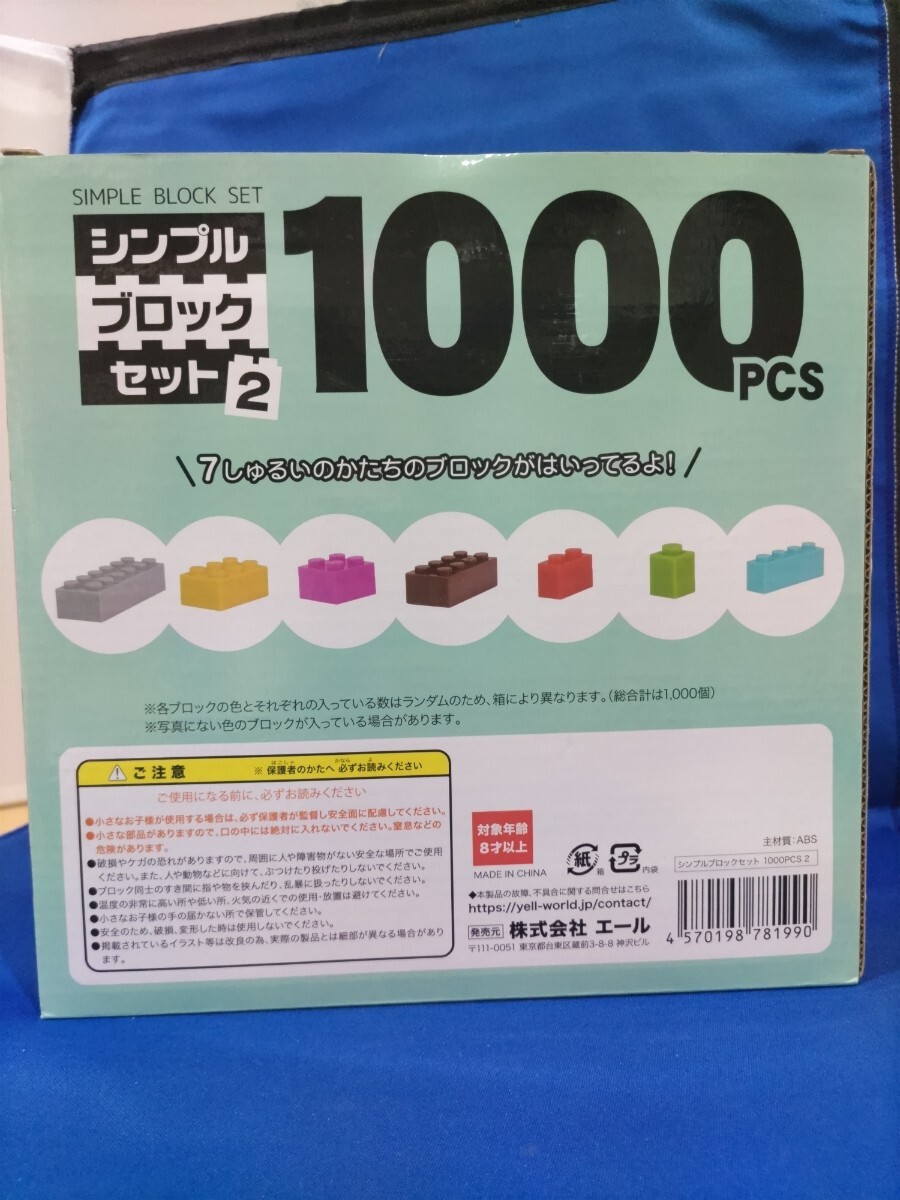 SIMPLE BLOCK SET
シンプル
ブロック
セット2
1000
PCS
\7しゅるいのかたちのブロックがはいってるよ!/
※各ブロックの色とそれぞれの入っている数はランダムのため、箱により異なります。(総合計は1,000個)
※写真にない色のブロックが入っている場合があります。
⚠ご注意 ※保護者のかたへ 必ずお読みください
ご使用になる前に、必ずお読みください
●小さなお子様が使用する場合は、必ず保護者が監督し安全面に配慮してください。
●小さな部品がありますので、口の中には絶対に入れないでください。窒息などの
危険があります。
●破損やケガの恐れがありますので、周囲に人や障害物がない安全な場所でご使用
ください。また、人や動物などに向けて、ぶつけたり投げたりしないでください。
●ブロック同士のすき間に指や物を挟んだり、乱暴に扱ったりしないでください。
●温度の非常に高い所や低い所、火気の近くでの使用・放置は避けてください。
●小さなお子様の手の届かない所で保管してください。
●安全のため、破損、変形した時は使用しないでください。
●掲載されているイラスト等は改良の為、実際の製品とは細部が異なる場合があり
ます。
対象年齢
8才以上
MADE IN CHINA
紙 箱
プラ 内袋
主材質:ABS
シンプルブロックセット 1000PCS 2
◆本製品の故障、不具合に関する問合せはこちら
https://yell-world.jp/contact/
発売元 株式会社 エール
〒111-0051 東京都台東区蔵前3-8-8 神沢ビル
4 570198 781990